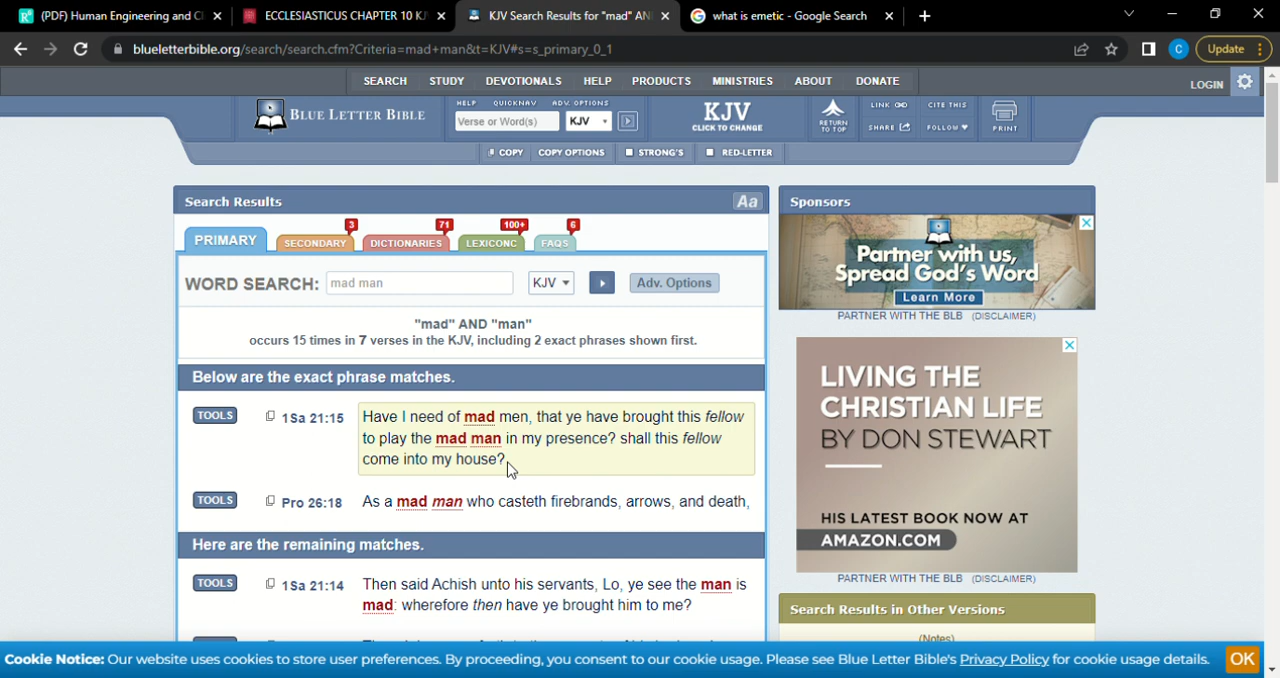 (PDF) Human Engineering and C
ECCLESIASTICUS CHAPTER 10 KJ
KJV Search Results for "mad" AN
what is emetic - Google Search
blueletterbible.org/search/search.cfm?Criteria=mad+man&t=KJV#s=s_primary_0_1
C
Update
SEARCH STUDY DEVOTIONALS HELP PRODUCTS MINISTRIES ABOUT DONATE
LOGIN
BLUE LETTER BIBLE
HELP QUICKNAV ADV. OPTIONS
Verse or Word(s) KJV
KJV
CLICK TO CHANGE
RETURN
TO TOP
LINK CITE THIS
SHARE FOLLOW
PRINT
COPY COPY OPTIONS STRONG'S RED-LETTER
Search Results Aa
PRIMARY
SECONDARY 3
DICTIONARIES 71
LEXICONC 100+
FAQS 6
WORD SEARCH: mad man KJV Adv. Options
"mad" AND "man"
occurs 15 times in 7 verses in the KJV, including 2 exact phrases shown first.
Below are the exact phrase matches.
TOOLS 1Sa 21:15 Have I need of mad men, that ye have brought this fellow
to play the mad man in my presence? shall this fellow
come into my house?
TOOLS Pro 26:18 As a mad man who casteth firebrands, arrows, and death,
Here are the remaining matches.
TOOLS 1Sa 21:14 Then said Achish unto his servants, Lo, ye see the man is
mad: wherefore then have ye brought him to me?
Sponsors
Partner with us,
Spread God's Word
Learn More
PARTNER WITH THE BLB (DISCLAIMER)
LIVING THE
CHRISTIAN LIFE
BY DON STEWART
HIS LATEST BOOK NOW AT
AMAZON.COM
PARTNER WITH THE BLB (DISCLAIMER)
Search Results in Other Versions
(Notes)
Cookie Notice: Our website uses cookies to store user preferences. By proceeding, you consent to our cookie usage. Please see Blue Letter Bible's Privacy Policy for cookie usage details. OK